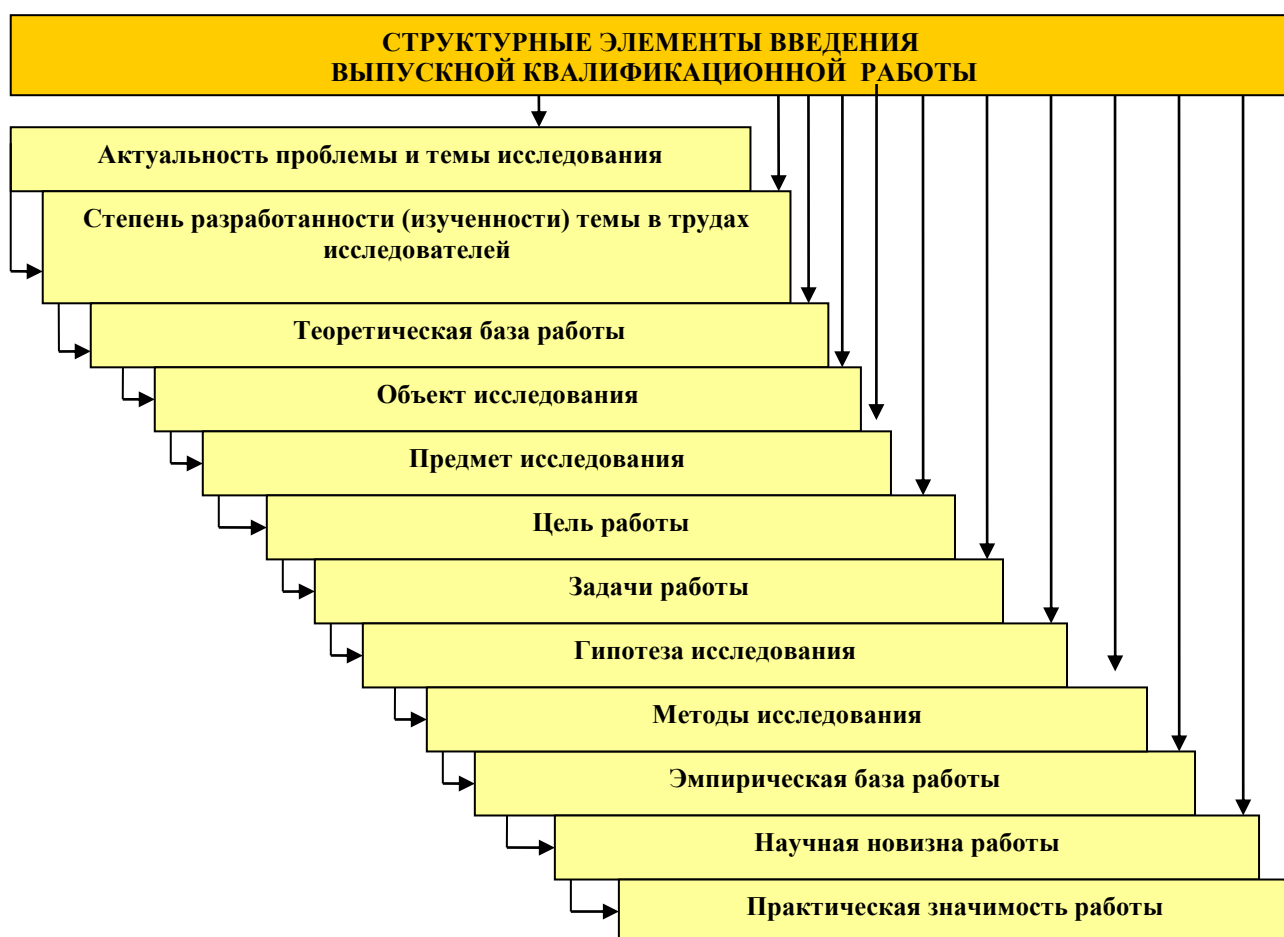 СТРУКТУРНЫЕ ЭЛЕМЕНТЫ ВВЕДЕНИЯ
ВЫПУСКНОЙ КВАЛИФИКАЦИОННОЙ РАБОТЫ
Актуальность проблемы и темы исследования
Степень разработанности (изученности) темы в трудах
исследователей
Теоретическая база работы
Объект исследования
Предмет исследования
Цель работы
Задачи работы
Гипотеза исследования
Методы исследования
Эмпирическая база работы
Научная новизна работы
Практическая значимость работы